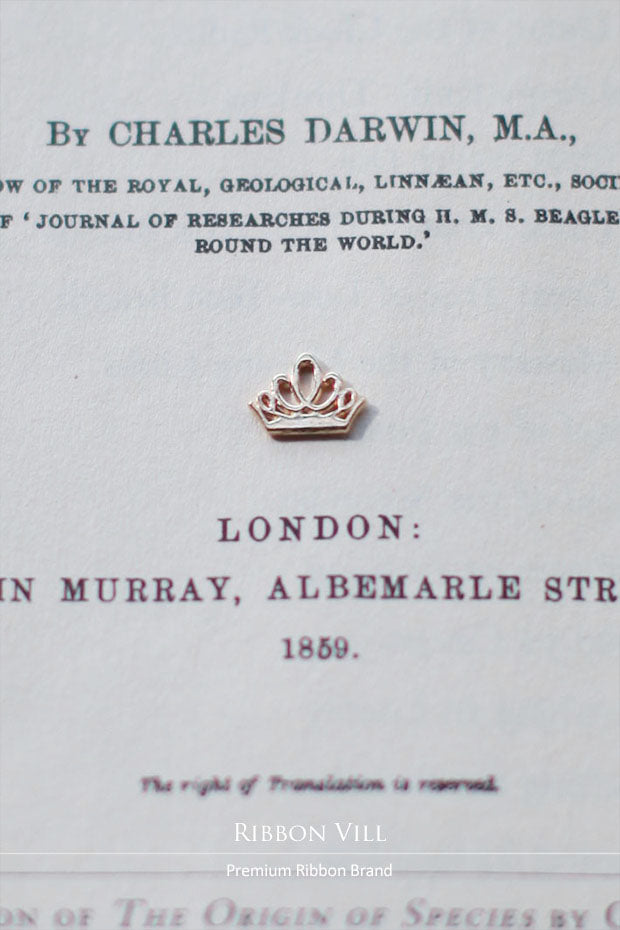 By CHARLES DARWIN, M.A.,
OW OF THE ROYAL, GEOLOGICAL, LINNÆAN, ETC., SOCI
F ‘JOURNAL OF RESEARCHES DURING H. M. S. BEAGLE
ROUND THE WORLD.’
LONDON:
IN MURRAY, ALBEMARLE STR
1859.
The right of Translation is reserved.
RIBBON VILL
Premium Ribbon Brand
ON OF THE ORIGIN OF SPECIES BY C